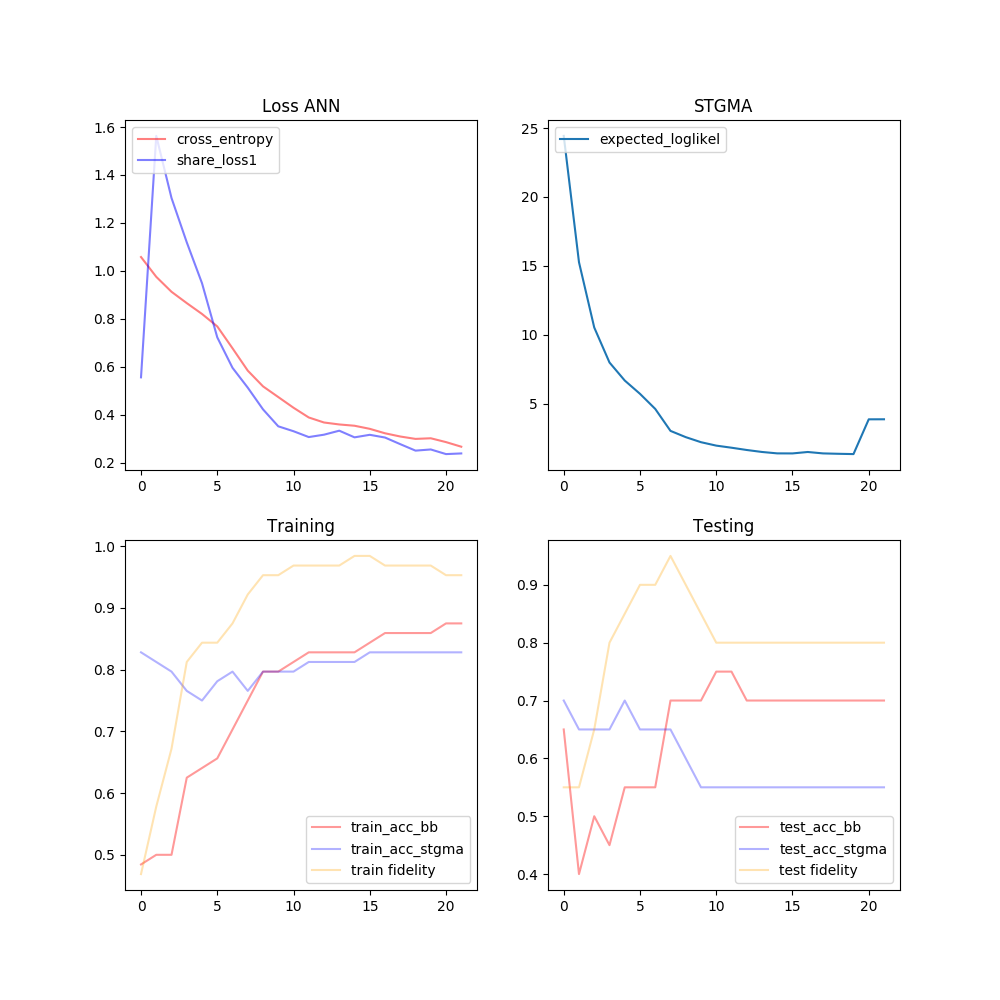 Loss ANN
cross_entropy
share_loss1
1.6
1.4
1.2
1.0
0.8
0.6
0.4
0.2
0 5 10 15 20
STGMA
expected_loglikel
25
20
15
10
5
0 5 10 15 20
Training
1.0
0.9
0.8
0.7
0.6
0.5
train_acc_bb
train_acc_stgma
train fidelity
0 5 10 15 20
Testing
0.9
0.8
0.7
0.6
0.5
0.4
test_acc_bb
test_acc_stgma
test fidelity
0 5 10 15 20